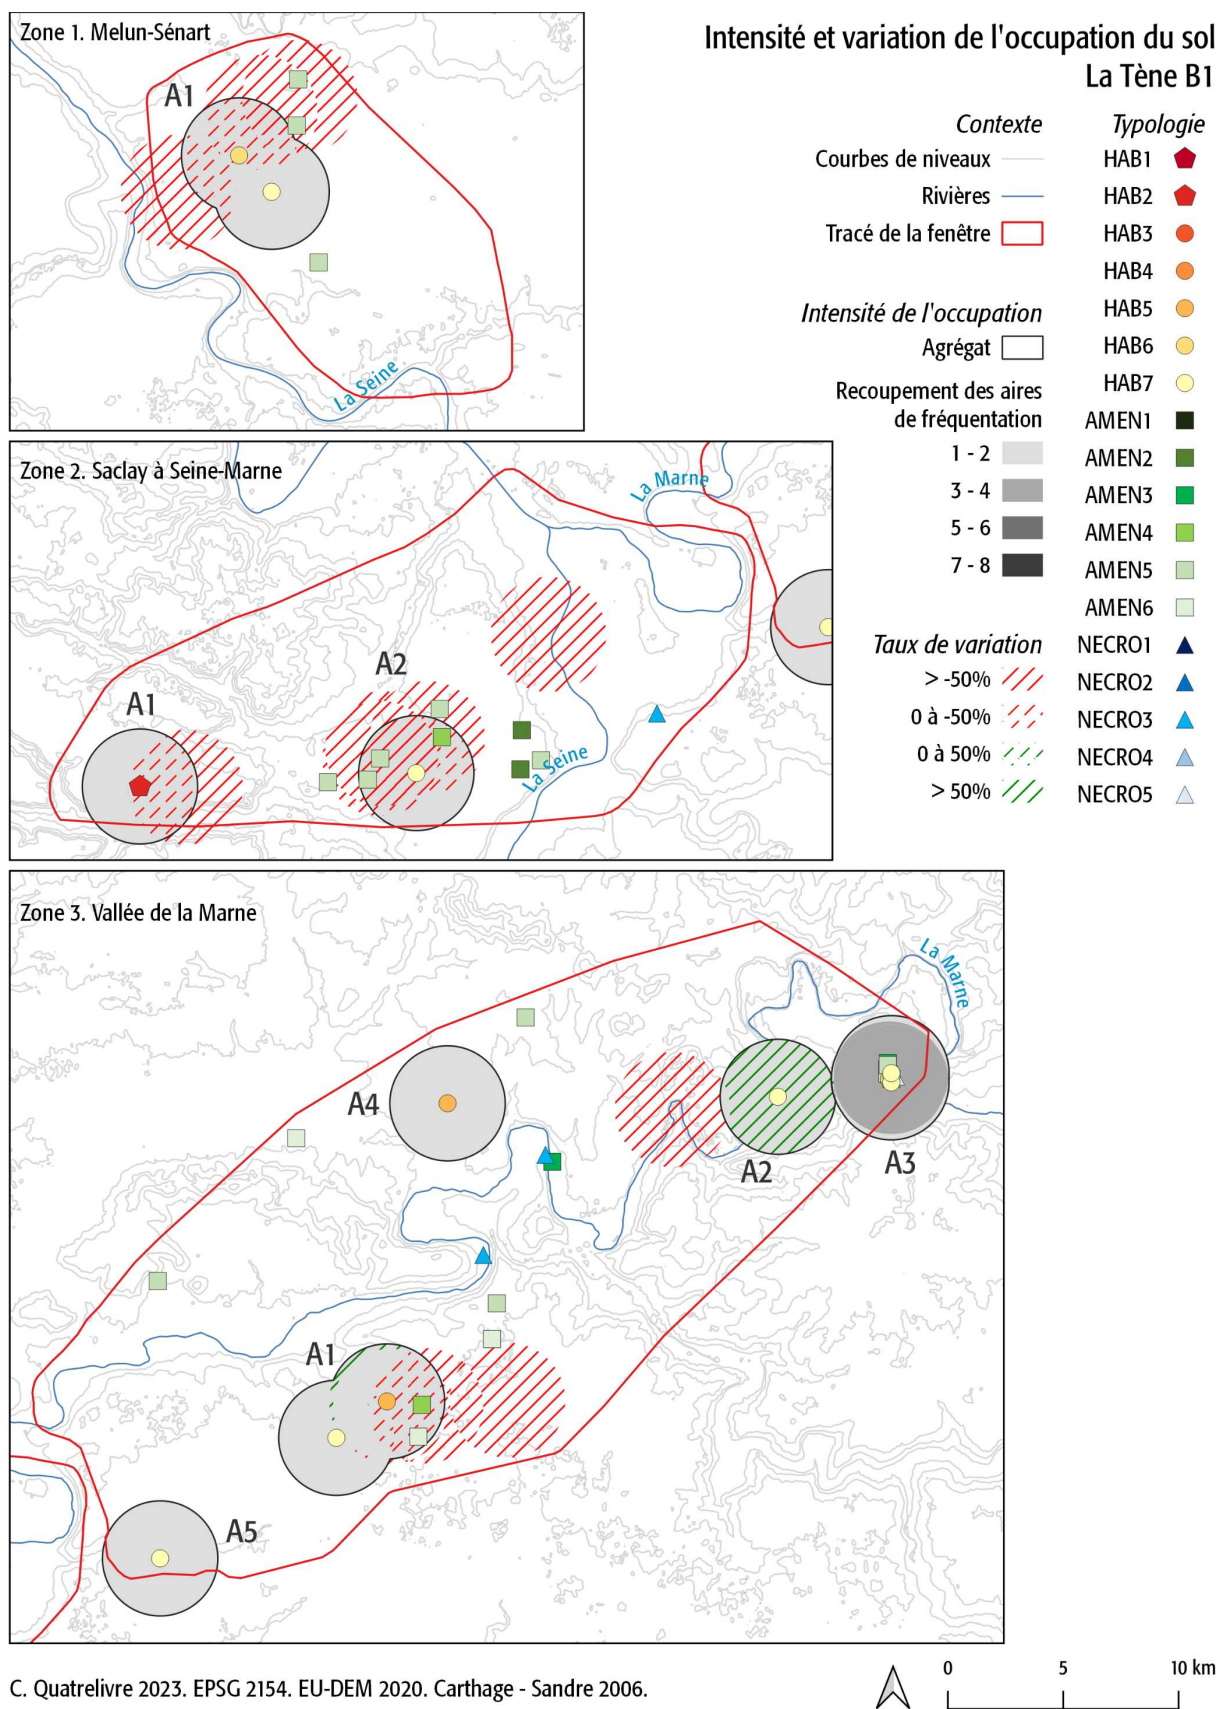 Intensité et variation de l'occupation du sol
La Tène B1
Contexte
Courbes de niveaux
Rivières
Tracé de la fenêtre
Intensité de l'occupation
Agrégat
Recoupement des aires
de fréquentation
1 - 2
3 - 4
5 - 6
7 - 8
Taux de variation
> -50%
0 à -50%
0 à 50%
> 50%
Typologie
HAB1
HAB2
HAB3
HAB4
HAB5
HAB6
HAB7
AMEN1
AMEN2
AMEN3
AMEN4
AMEN5
AMEN6
NECRO1
NECRO2
NECRO3
NECRO4
NECRO5
Zone 1. Melun-Sénart
A1
La Seine
Zone 2. Saclay à Seine-Marne
La Marne
A2
A1
La Seine
Zone 3. Vallée de la Marne
La Marne
A4
A2
A3
A1
A5
C. Quatrelivre 2023. EPSG 2154. EU-DEM 2020. Carthage - Sandre 2006.
0 5 10 km